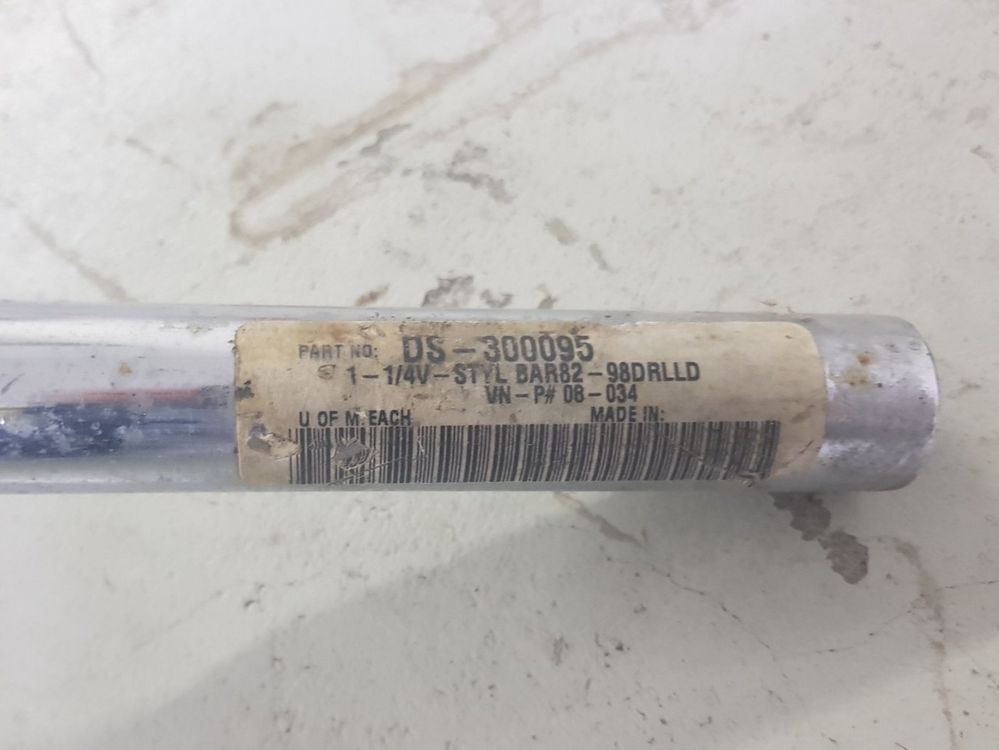 PART NO: DS-300095
1-1/4V-STYL BAR82-98DRLLD
VN-P# 08-034
U OF M: EACH MADE IN: